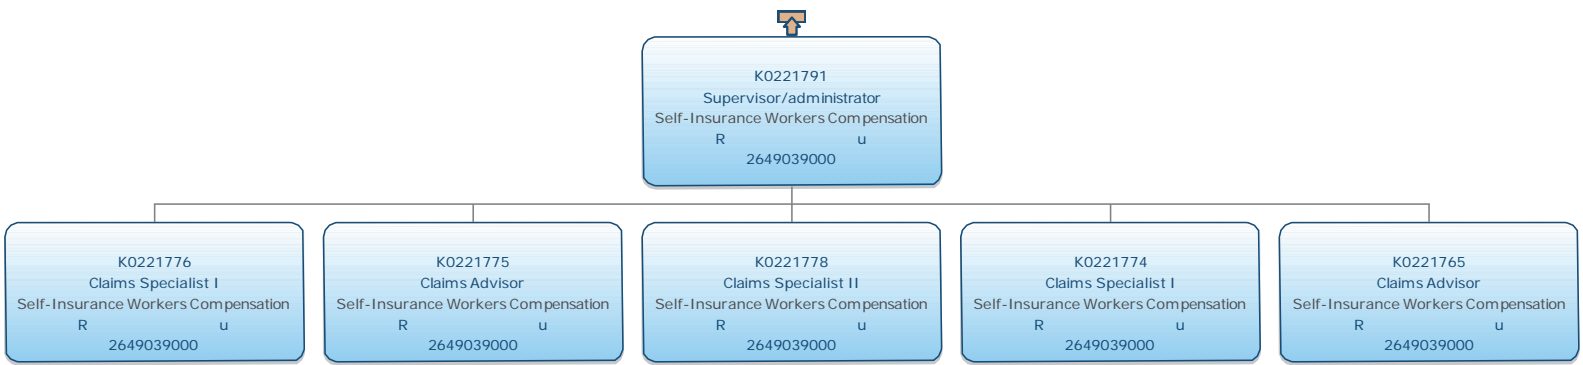 K0221791
Supervisor/administrator
Self-Insurance Workers Compensation
R u
2649039000
K0221776
Claims Specialist I
Self-Insurance Workers Compensation
R u
2649039000
K0221775
Claims Advisor
Self-Insurance Workers Compensation
R u
2649039000
K0221778
Claims Specialist II
Self-Insurance Workers Compensation
R u
2649039000
K0221774
Claims Specialist I
Self-Insurance Workers Compensation
R u
2649039000
K0221765
Claims Advisor
Self-Insurance Workers Compensation
R u
2649039000